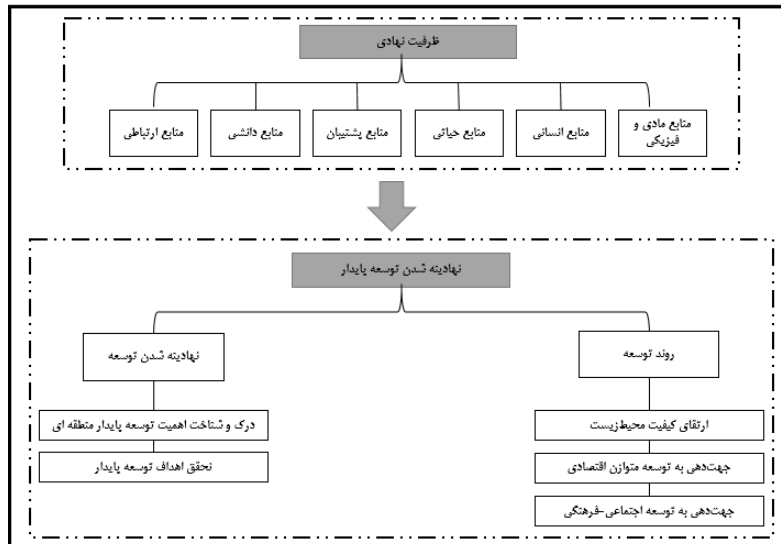 ظرفیت نهادی
منابع مادی و
فیزیکی
منابع انسانی
منابع حیاتی
منابع پشتیبان
منابع دانشی
منابع ارتباطی
نهادینه شدن توسعه پایدار
روند توسعه
ارتقای کیفیت محیط‌زیست
جهت‌دهی به توسعه متوازن اقتصادی
جهت‌دهی به توسعه اجتماعی-فرهنگی
نهادینه شدن توسعه
درک و شناخت اهمیت توسعه پایدار منطقه ای
تحقق اهداف توسعه پایدار